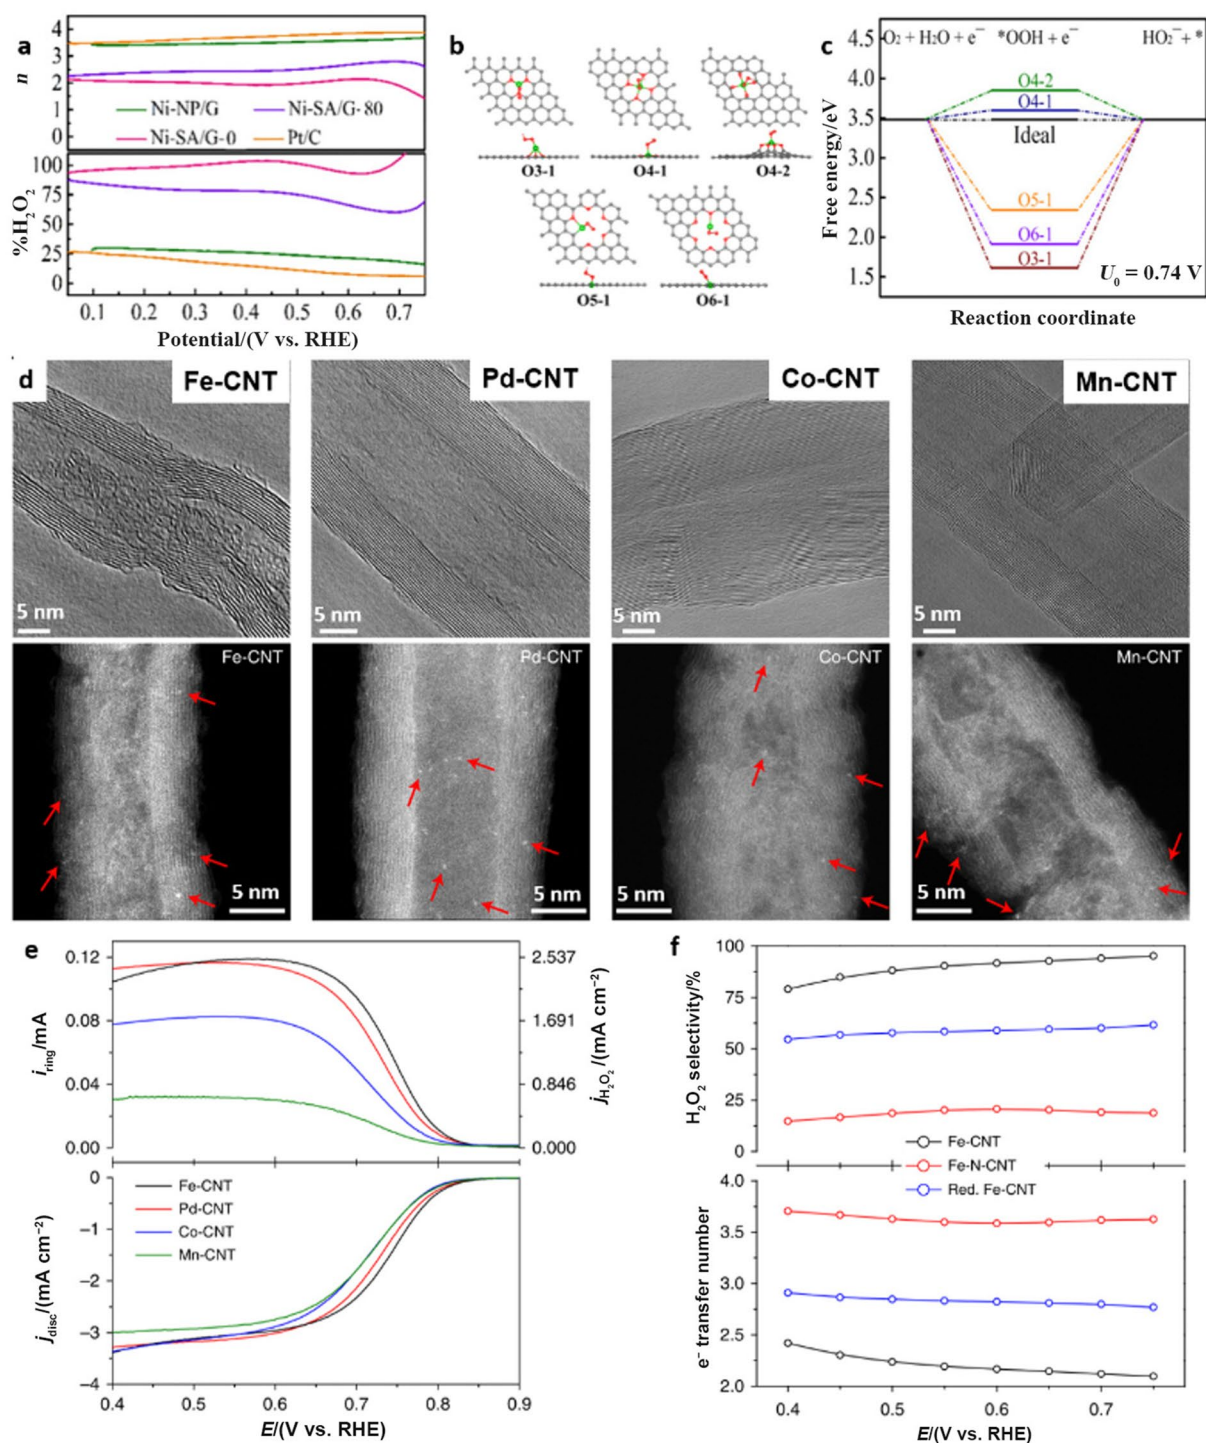 a
n
4
3
2
1
0
Ni-NP/G
Ni-SA/G-80
Ni-SA/G-0
Pt/C
%H₂O₂
100
75
50
25
0
0.1 0.2 0.3 0.4 0.5 0.6 0.7
Potential/(V vs. RHE)
b
O3-1
O4-1
O4-2
O5-1
O6-1
c
Free energy/eV
4.5
4.0
3.5
3.0
2.5
2.0
1.5
O₂ + H₂O + e⁻ *OOH + e⁻ HO₂⁻ + *
O4-2
O4-1
Ideal
O5-1
O6-1
O3-1
U₀ = 0.74 V
Reaction coordinate
d
Fe-CNT
5 nm
Pd-CNT
5 nm
Co-CNT
5 nm
Mn-CNT
5 nm
Fe-CNT
5 nm
Pd-CNT
5 nm
Co-CNT
5 nm
Mn-CNT
5 nm
e
i_ring/mA
0.12
0.08
0.04
0.00
2.537
1.691
0.846
0.000
j_H₂O₂/(mA cm⁻²)
j_disc/(mA cm⁻²)
0
−1
−2
−3
−4
Fe-CNT
Pd-CNT
Co-CNT
Mn-CNT
0.4 0.5 0.6 0.7 0.8 0.9
E/(V vs. RHE)
f
H₂O₂ selectivity/%
100
75
50
25
0
Fe-CNT
Fe-N-CNT
Red. Fe-CNT
e⁻ transfer number
4.0
3.5
3.0
2.5
2.0
0.4 0.5 0.6 0.7
E/(V vs. RHE)